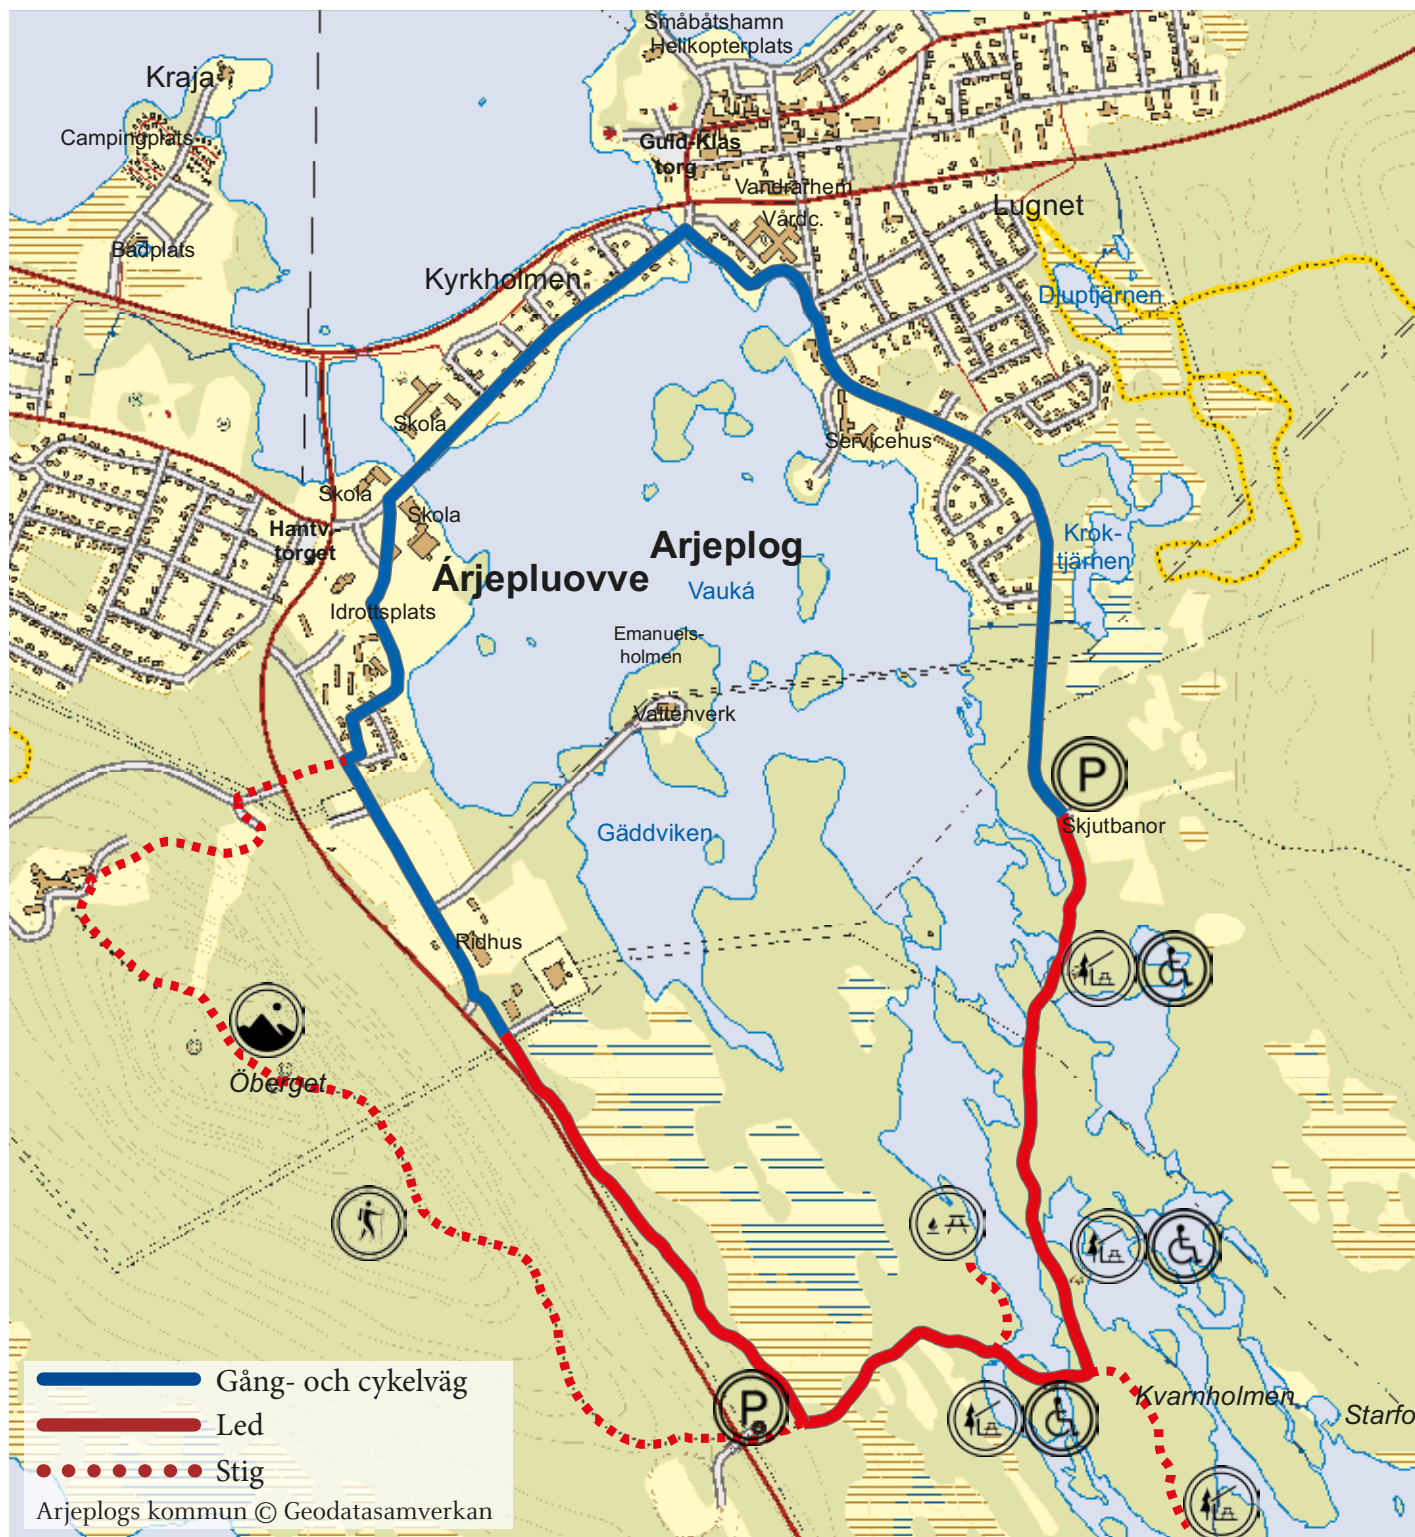 Småbåtshamn
Helikopterplats
Kraja
Campingplats
Guld-Klas
torg
Vandrarhem
Lugnet
Vårdc.
Badplats
Kyrkholmen
Djuptjärnen
Skola
Servicehus
Skola
Skola
Hantv.-
torget
Krok-
tjärnen
Arjeplog
Árjepluovve
Vauká
Idrottsplats
Emanuels-
holmen
Vattenverk
P
Skjutbanor
Gäddviken
Ridhus
Öberget
P
Kvarnholmen
Starfo
Gång- och cykelväg
Led
Stig
Arjeplogs kommun © Geodatasamverkan